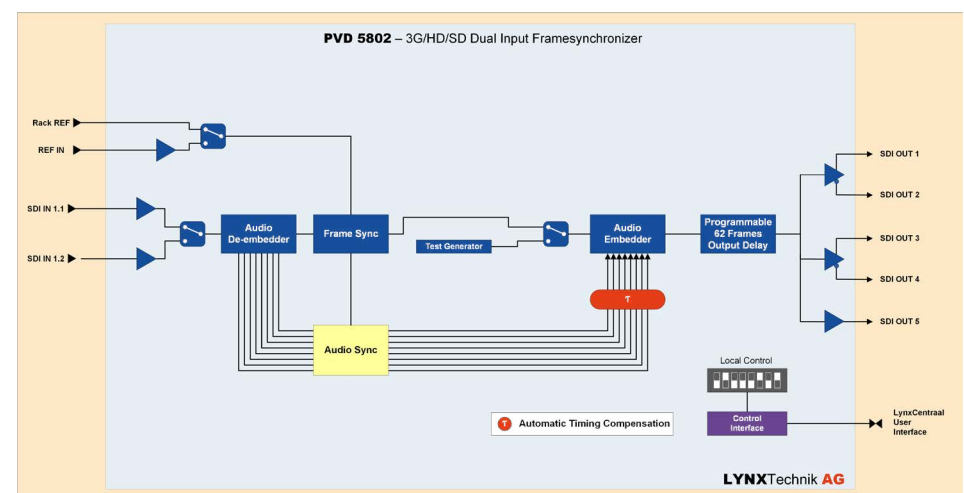 PVD 5802 – 3G/HD/SD Dual Input Framesynchronizer
Rack REF
REF IN
SDI IN 1.1
SDI IN 1.2
Audio
De-embedder
Frame Sync
Test Generator
Audio
Embedder
Programmable
62 Frames
Output Delay
SDI OUT 1
SDI OUT 2
SDI OUT 3
SDI OUT 4
SDI OUT 5
τ
Audio Sync
Local Control
Control
Interface
LynxCentraal
User
Interface
τ Automatic Timing Compensation
LYNXTechnik AG